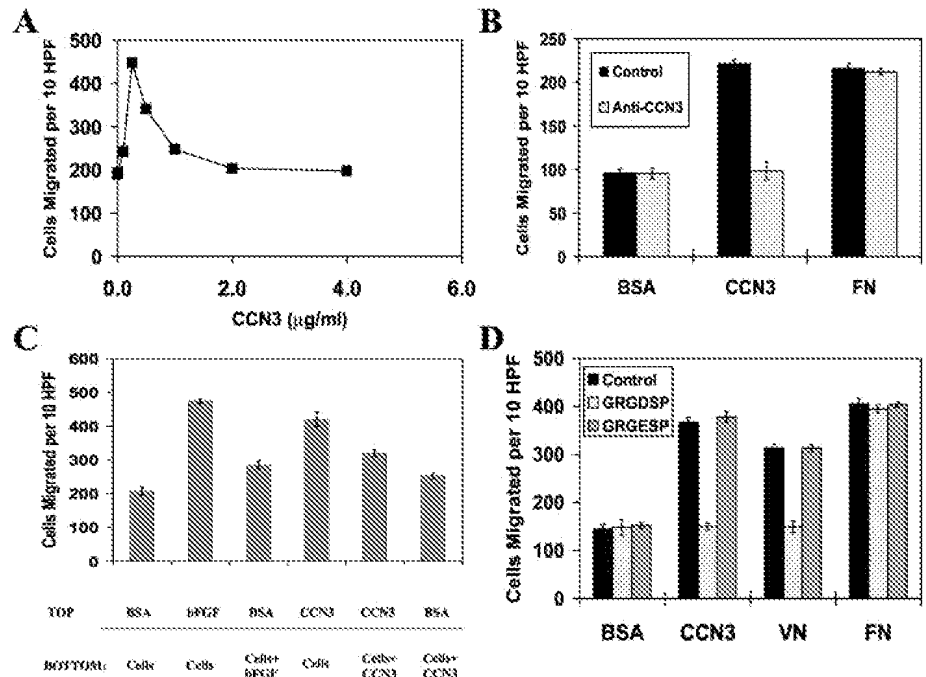 A
Cells Migrated per 10 HPF
500
400
300
200
100
0
0.0
2.0
4.0
6.0
CCN3 (µg/ml)
B
Cells Migrated per 10 HPF
250
200
150
100
50
0
Control
Anti-CCN3
BSA
CCN3
FN
C
Cells Migrated per 10 HPF
600
500
400
300
200
100
0
TOP
BSA
bFGF
BSA
CCN3
CCN3
BSA
BOTTOM:
Cells
Cells
Cells+
bFGF
Cells
Cells+
CCN3
Cells+
CCN3
D
Cells Migrated per 10 HPF
500
400
300
200
100
0
Control
GRGDSP
GRGESP
BSA
CCN3
VN
FN